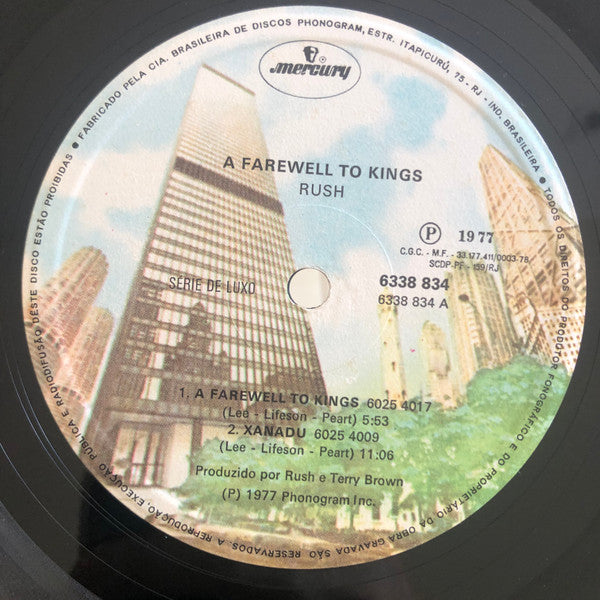 ● FABRICADO PELA CIA. BRASILEIRA DE DISCOS PHONOGRAM, ESTR. ITAPICURÚ, 75 - RJ - IND. BRASILEIRA ● TODOS OS DIREITOS DO PRODUTOR FONOGRÁFICO E DO PROPRIETÁRIO DA OBRA GRAVADA SÃO RESERVADOS. A REPRODUÇÃO, EXECUÇÃO PÚBLICA E RADIODIFUSÃO DESTE DISCO ESTÃO PROIBIDAS
mercury
A FAREWELL TO KINGS
RUSH
Ⓟ 1977
C.G.C. - M.F. - 33.177.411/0003.78
SCDP-PF - 159/RJ
SÉRIE DE LUXO
6338 834
6338 834 A
1. A FAREWELL TO KINGS 6025 4017
(Lee - Lifeson - Peart) 5:53
2. XANADU 6025 4009
(Lee - Lifeson - Peart) 11:06
Produzido por Rush e Terry Brown
(P) 1977 Phonogram Inc.